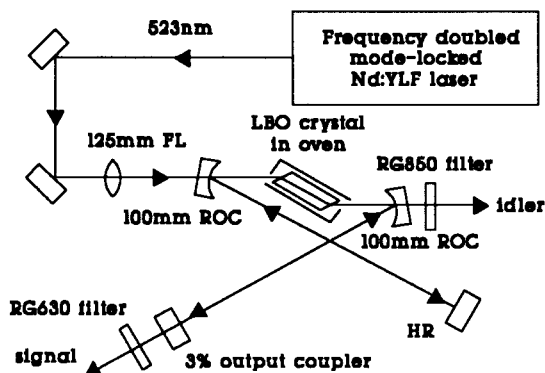 523nm
Frequency doubled
mode-locked
Nd:YLF laser
LBO crystal
in oven
125mm FL
RG850 filter
idler
100mm ROC
100mm ROC
RG630 filter
HR
signal
3% output coupler